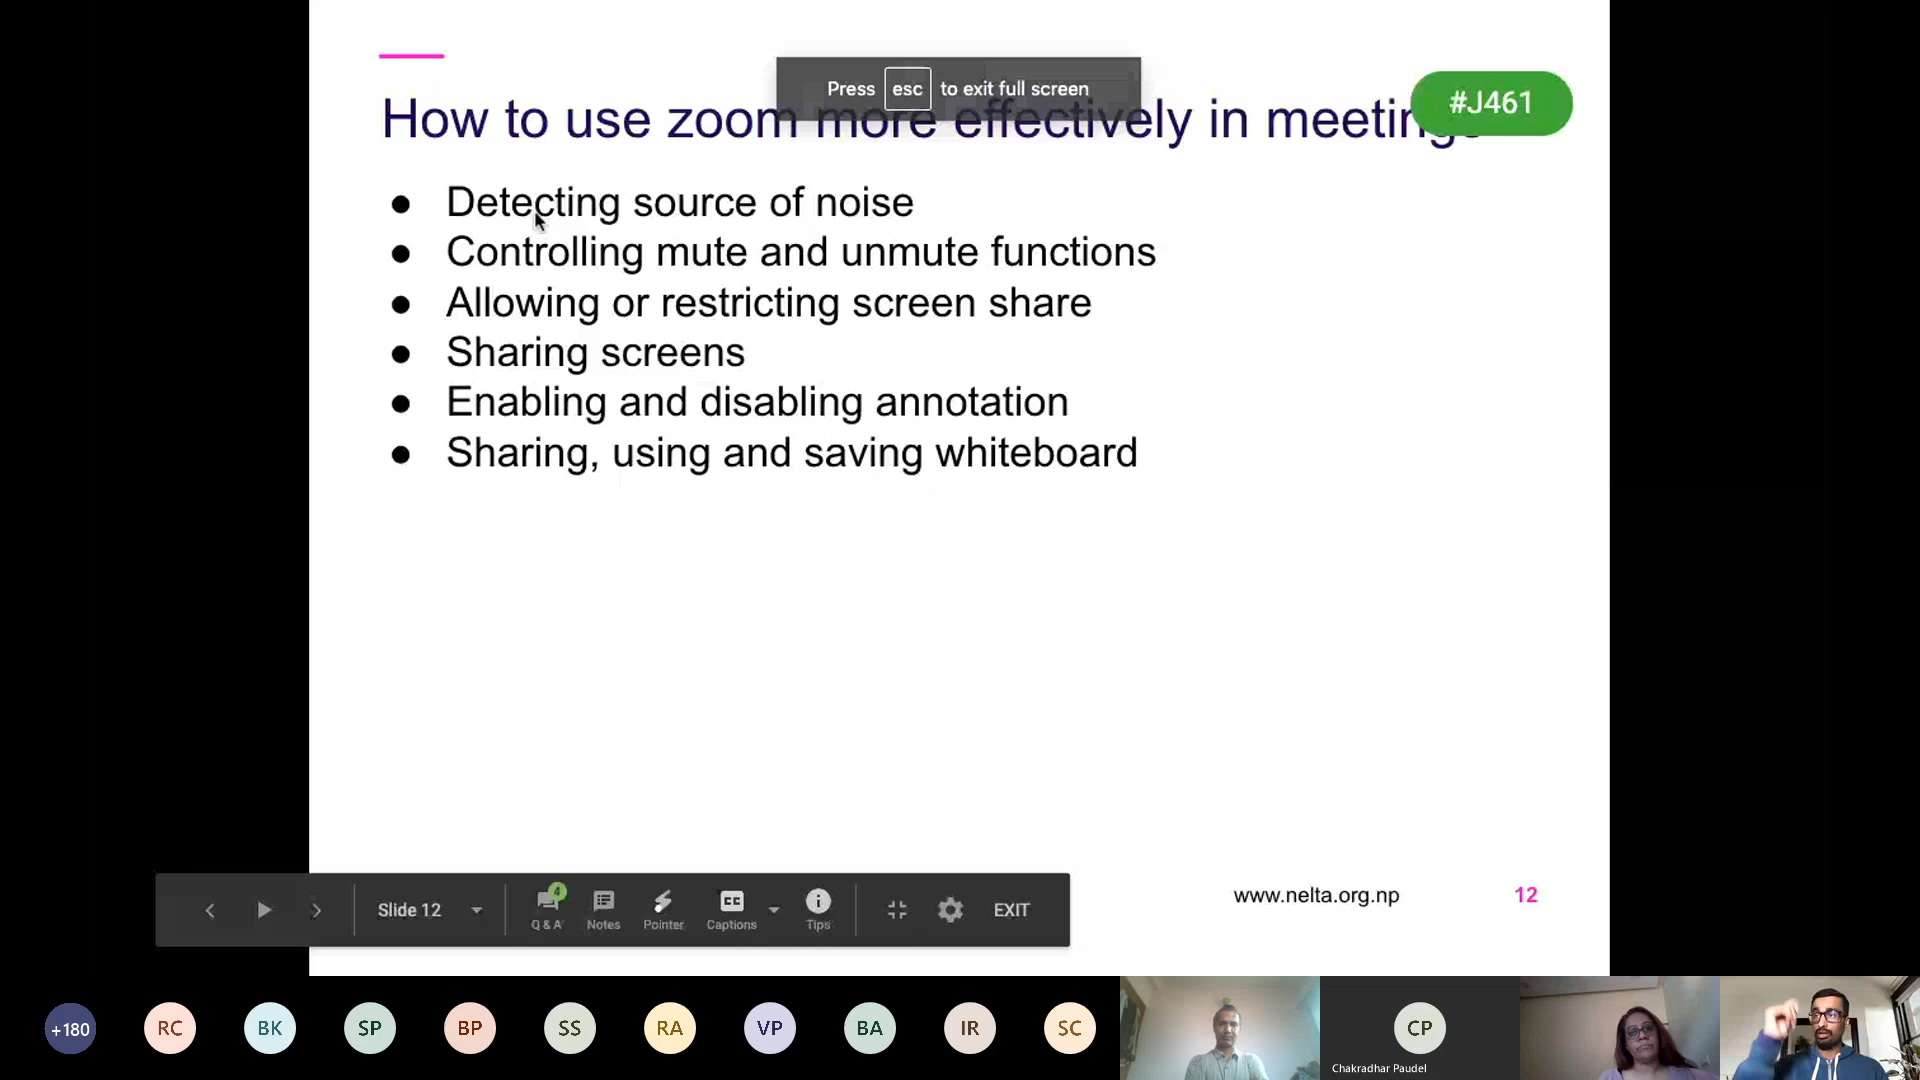 Press esc to exit full screen
#J461
How to use zoom more effectively in meetings
● Detecting source of noise
● Controlling mute and unmute functions
● Allowing or restricting screen share
● Sharing screens
● Enabling and disabling annotation
● Sharing, using and saving whiteboard
www.nelta.org.np 12
Slide 12
4
Q & A Notes Pointer CC Captions Tips EXIT
+180 RC BK SP BP SS RA VP BA IR SC CP
Chakradhar Paudel